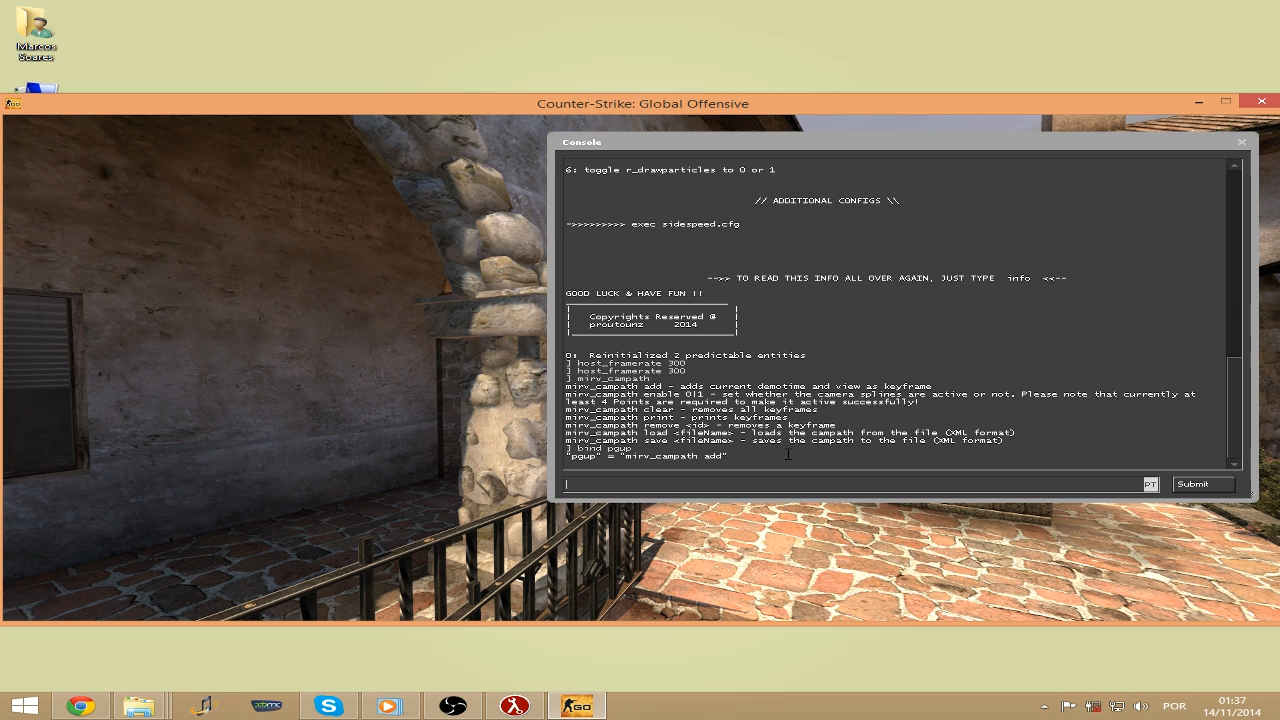 Marcos
Soares
GO
Counter-Strike: Global Offensive
Console
6: toggle r_drawparticles to 0 or 1
// ADDITIONAL CONFIGS \\
->>>>>>>>> exec sidespeed.cfg
-->> TO READ THIS INFO ALL OVER AGAIN, JUST TYPE info <<--
GOOD LUCK & HAVE FUN !!
Copyrights Reserved @
proutounz 2014
O: Reinitialized 2 predictable entities
] host_framerate 300
] host_framerate 300
] mirv_campath
mirv_campath add - adds current demotime and view as keyframe
mirv_campath enable 0|1 - set whether the camera splines are active or not. Please note that currently at
least 4 Points are required to make it active successfully!
mirv_campath clear - removes all keyframes
mirv_campath print - prints keyframes
mirv_campath remove <id> - removes a keyframe
mirv_campath load <fileName> - loads the campath from the file (XML format)
mirv_campath save <fileName> - saves the campath to the file (XML format)
] bind pgup
"pgup" = "mirv_campath add"
PT
Submit
xbmc
GO
POR
01:37
14/11/2014